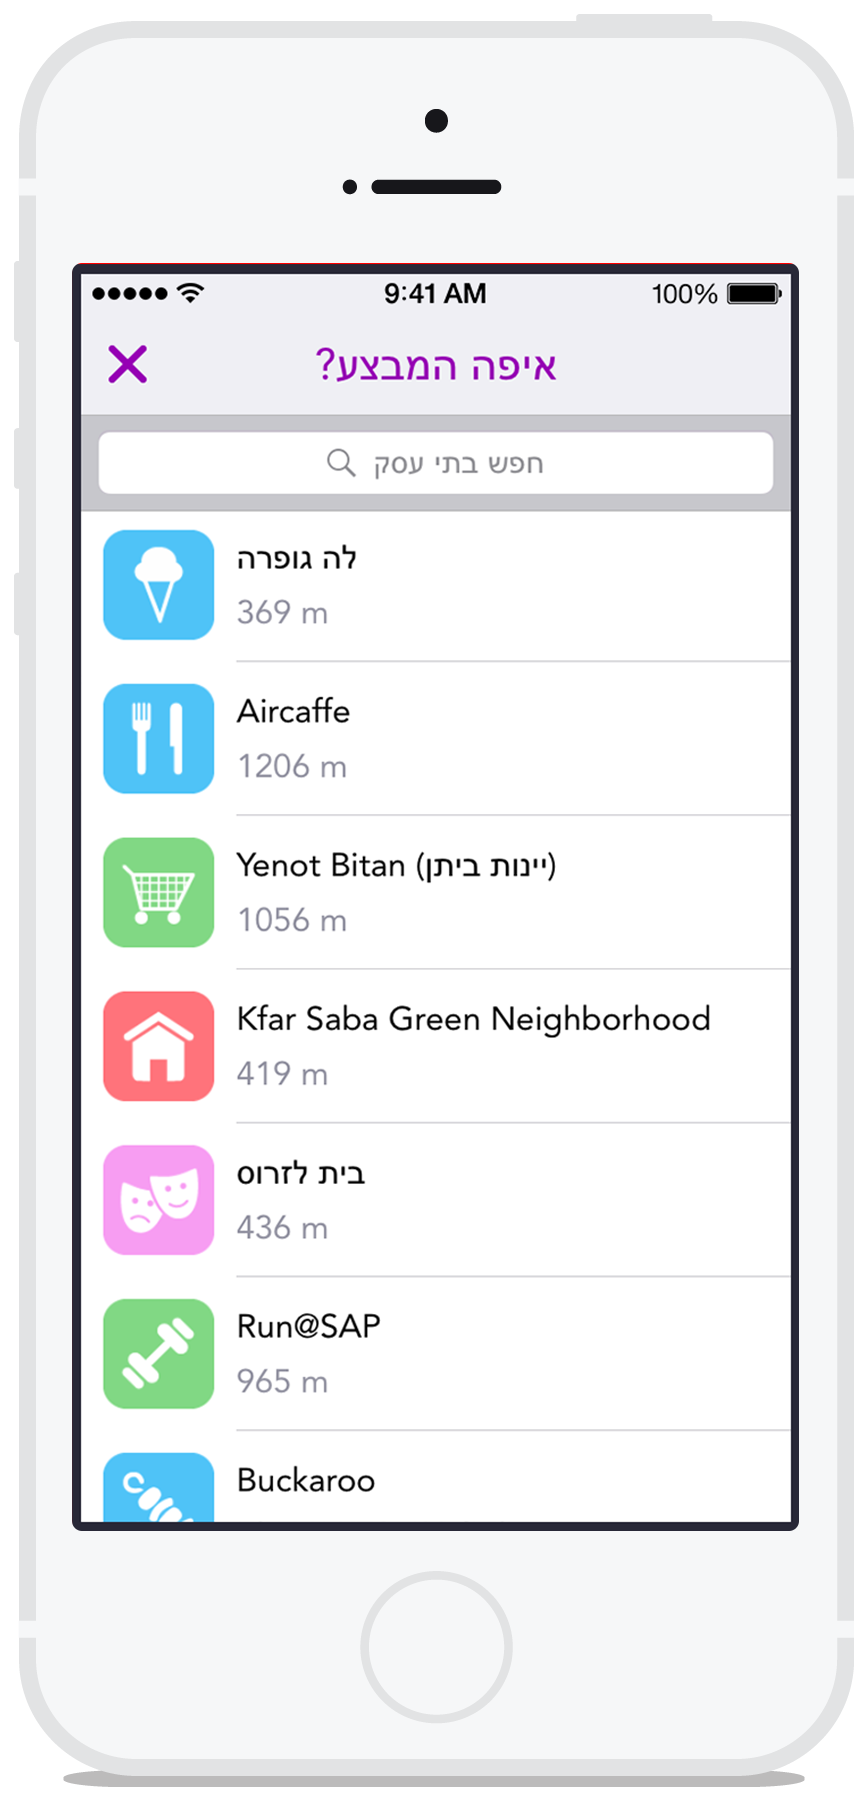 9:41 AM
100%
איפה המבצע?
חפש בתי עסק
לה גופרה
369 m
Aircaffe
1206 m
Yenot Bitan (יינות ביתן)
1056 m
Kfar Saba Green Neighborhood
419 m
בית לזרוס
436 m
Run@SAP
965 m
Buckaroo